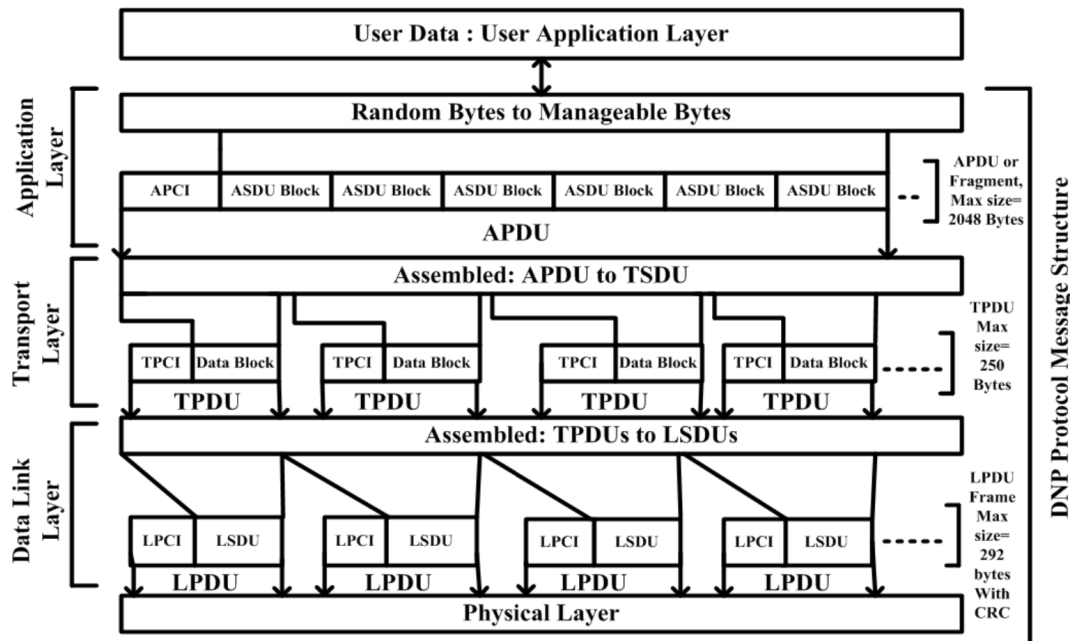 User Data : User Application Layer
Application
Layer
Random Bytes to Manageable Bytes
APCI ASDU Block ASDU Block ASDU Block ASDU Block ASDU Block ASDU Block
APDU or
Fragment,
Max size=
2048 Bytes
APDU
Transport
Layer
Assembled: APDU to TSDU
TPCI Data Block TPCI Data Block TPCI Data Block TPCI Data Block
TPDU
Max
size=
250
Bytes
TPDU TPDU TPDU TPDU
Data Link
Layer
Assembled: TPDUs to LSDUs
LPCI LSDU LPCI LSDU LPCI LSDU LPCI LSDU
LPDU
Frame
Max
size=
292
bytes
With
CRC
LPDU LPDU LPDU LPDU
Physical Layer
DNP Protocol Message Structure